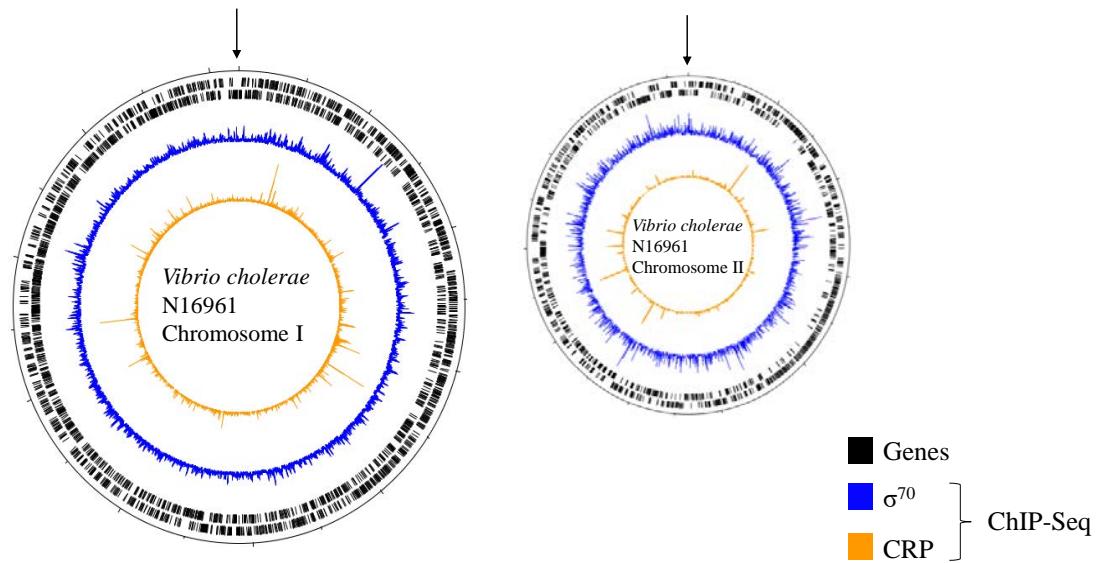 Vibrio cholerae
N16961
Chromosome I
Vibrio cholerae
N16961
Chromosome II
Genes
σ⁷⁰
CRP
ChIP-Seq